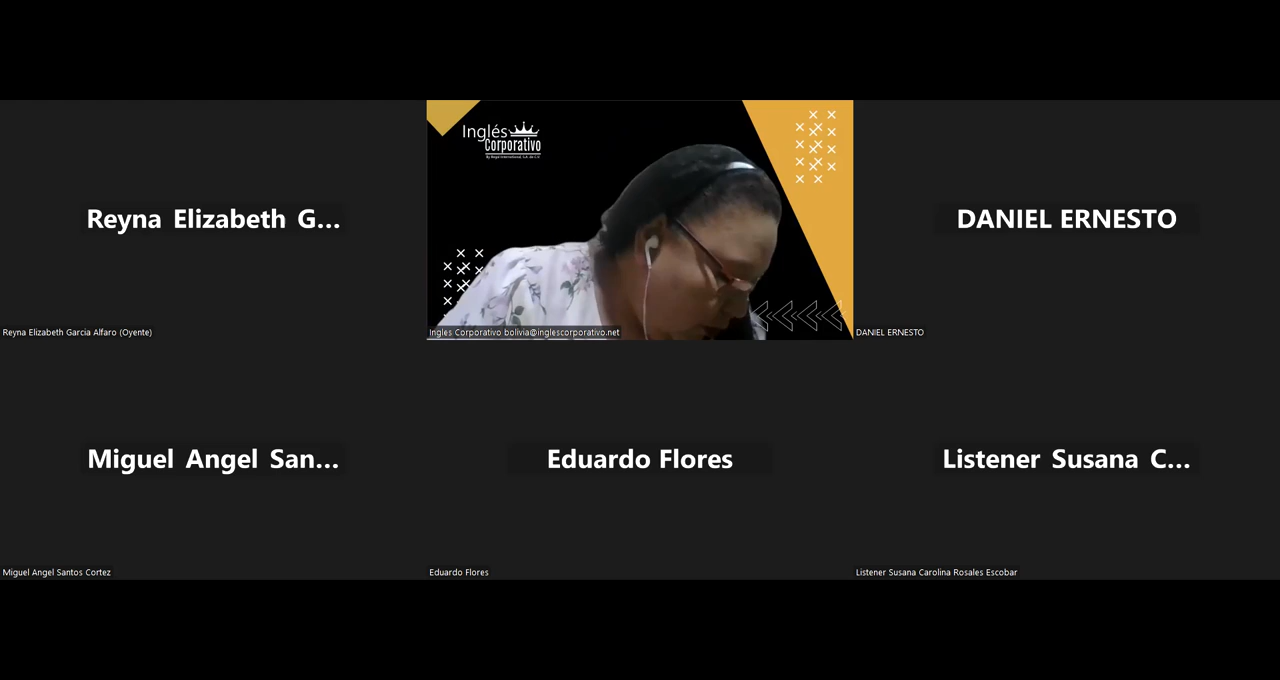 Reyna Elizabeth G...
Reyna Elizabeth Garcia Alfaro (Oyente)
Inglés
Corporativo
Ingles Corporativo bolivia@inglescorporativo.net
DANIEL ERNESTO
DANIEL ERNESTO
Miguel Angel San...
Miguel Angel Santos Cortez
Eduardo Flores
Eduardo Flores
Listener Susana C...
Listener Susana Carolina Rosales Escobar